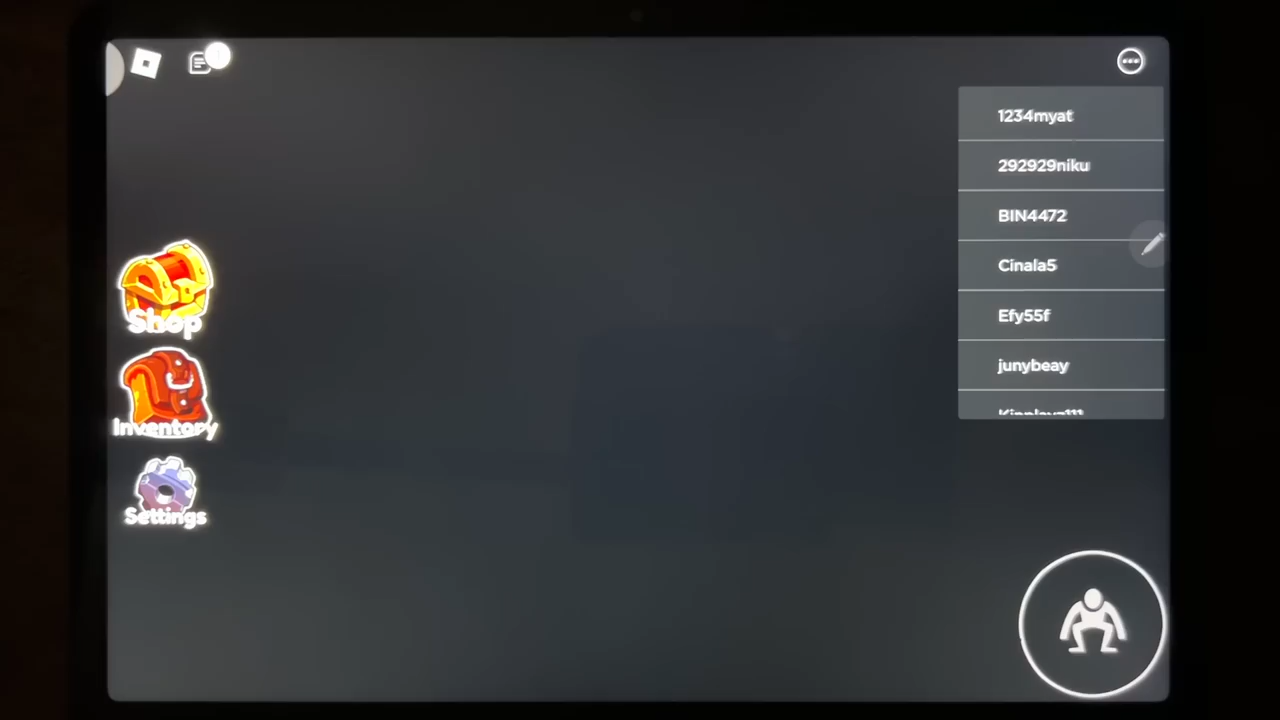 1234myat
292929niku
BIN4472
Cinala5
Efy55f
junybeay
Shop
Inventory
Settings